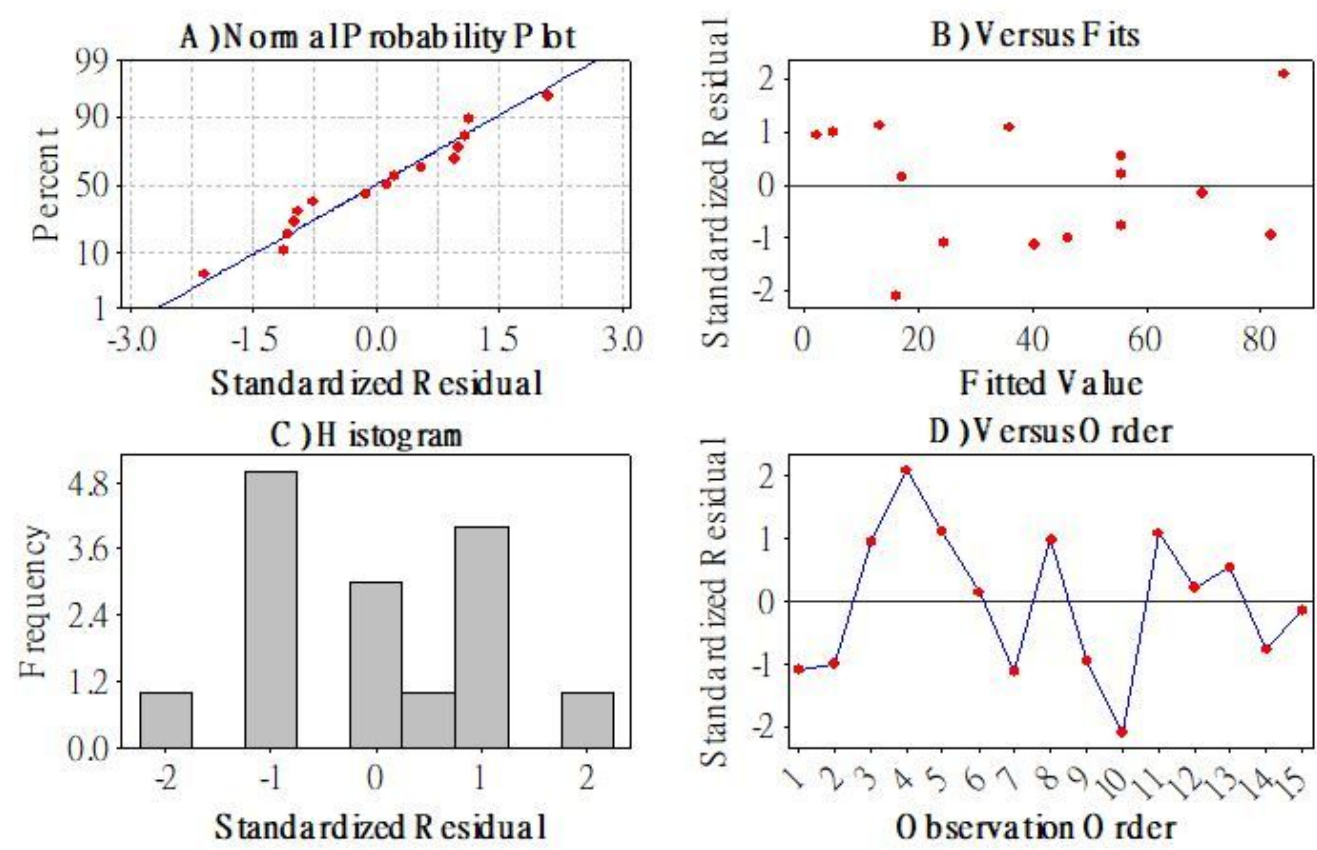 A) Normal Probability Plot
99
90
50
10
1
Percent
-3.0 -1.5 0.0 1.5 3.0
Standardized Residual
B) Versus Fits
2
1
0
-1
-2
Standardized Residual
0 20 40 60 80
Fitted Value
C) Histogram
4.8
3.6
2.4
1.2
0.0
Frequency
-2 -1 0 1 2
Standardized Residual
D) Versus Order
2
1
0
-1
-2
Standardized Residual
1 2 3 4 5 6 7 8 9 10 11 12 13 14 15
Observation Order